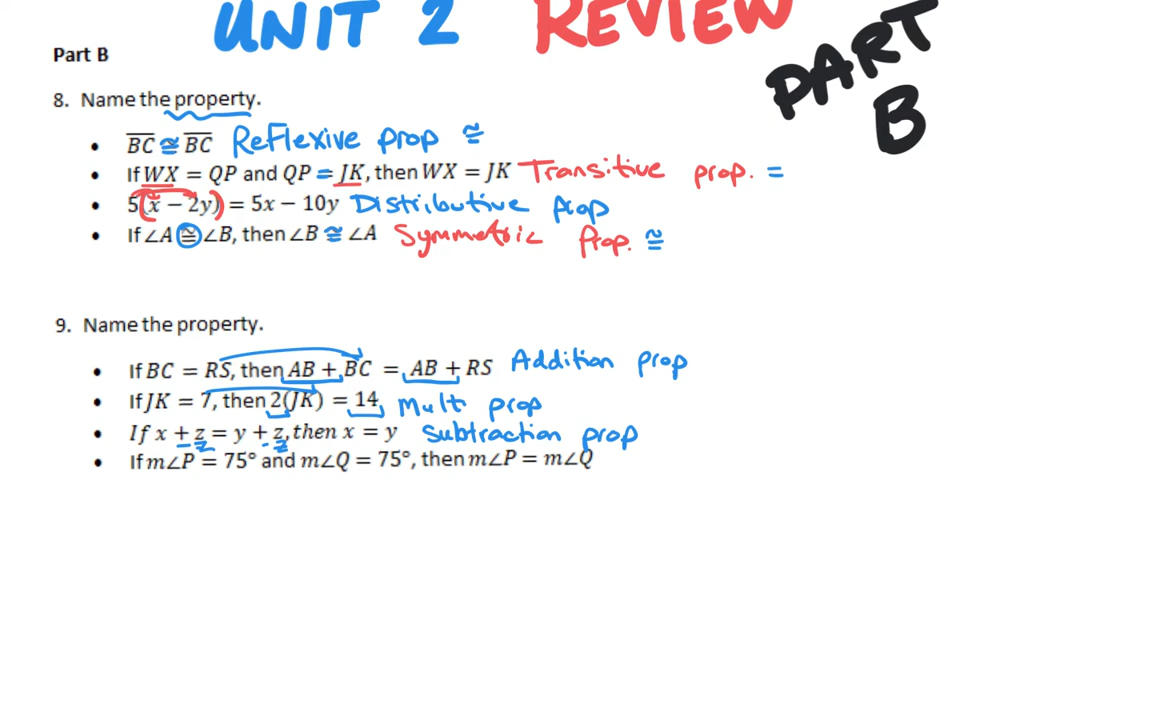 UNIT 2 REVIEW
PART B
Part B
8. Name the property.
• BC ≅ BC Reflexive prop ≅
• If WX = QP and QP = JK, then WX = JK Transitive prop. =
• 5(x − 2y) = 5x − 10y Distributive prop
• If ∠A ≅ ∠B, then ∠B ≅ ∠A Symmetric Prop. ≅
9. Name the property.
• If BC = RS, then AB + BC = AB + RS Addition prop
• If JK = 7, then 2(JK) = 14 Mult prop
• If x + z = y + z, then x = y Subtraction prop
-z -z
• If m∠P = 75° and m∠Q = 75°, then m∠P = m∠Q